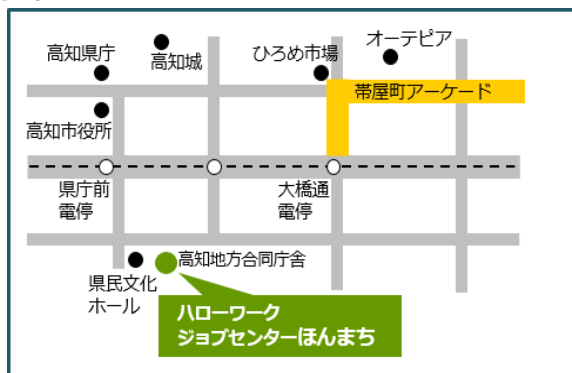 高知県庁
高知城
ひろめ市場
オーテピア
帯屋町アーケード
高知市役所
県庁前
電停
大橋通
電停
高知地方合同庁舎
県民文化
ホール
ハローワーク
ジョブセンターほんまち